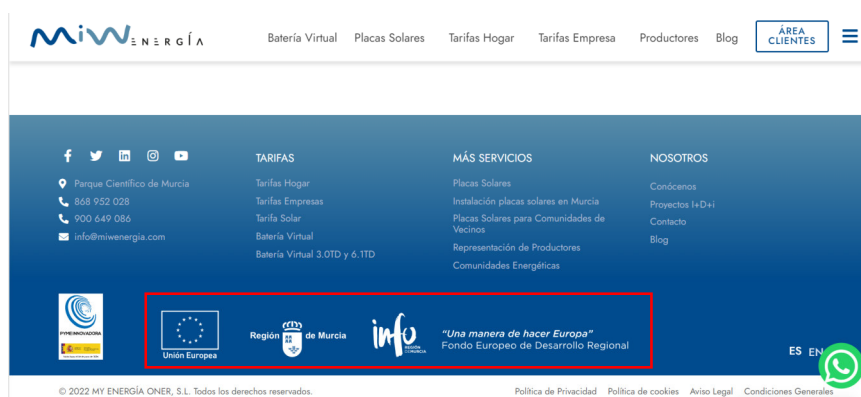 miw ENERGÍA
Batería Virtual Placas Solares Tarifas Hogar Tarifas Empresa Productores Blog ÁREA CLIENTES
TARIFAS
MÁS SERVICIOS
NOSOTROS
Parque Científico de Murcia
868 952 028
900 649 086
info@miwenergia.com
Tarifas Hogar
Tarifas Empresas
Tarifa Solar
Batería Virtual
Batería Virtual 3.0TD y 6.1TD
Placas Solares
Instalación placas solares en Murcia
Placas Solares para Comunidades de
Vecinos
Representación de Productores
Comunidades Energéticas
Conócenos
Proyectos I+D+i
Contacto
Blog
PYMEINNOVADORA
Unión Europea
Región de Murcia
info
REGIÓN
DE MURCIA
"Una manera de hacer Europa"
Fondo Europeo de Desarrollo Regional
ES EN
© 2022 MY ENERGÍA ONER, S.L. Todos los derechos reservados.
Política de Privacidad Política de cookies Aviso Legal Condiciones Generales